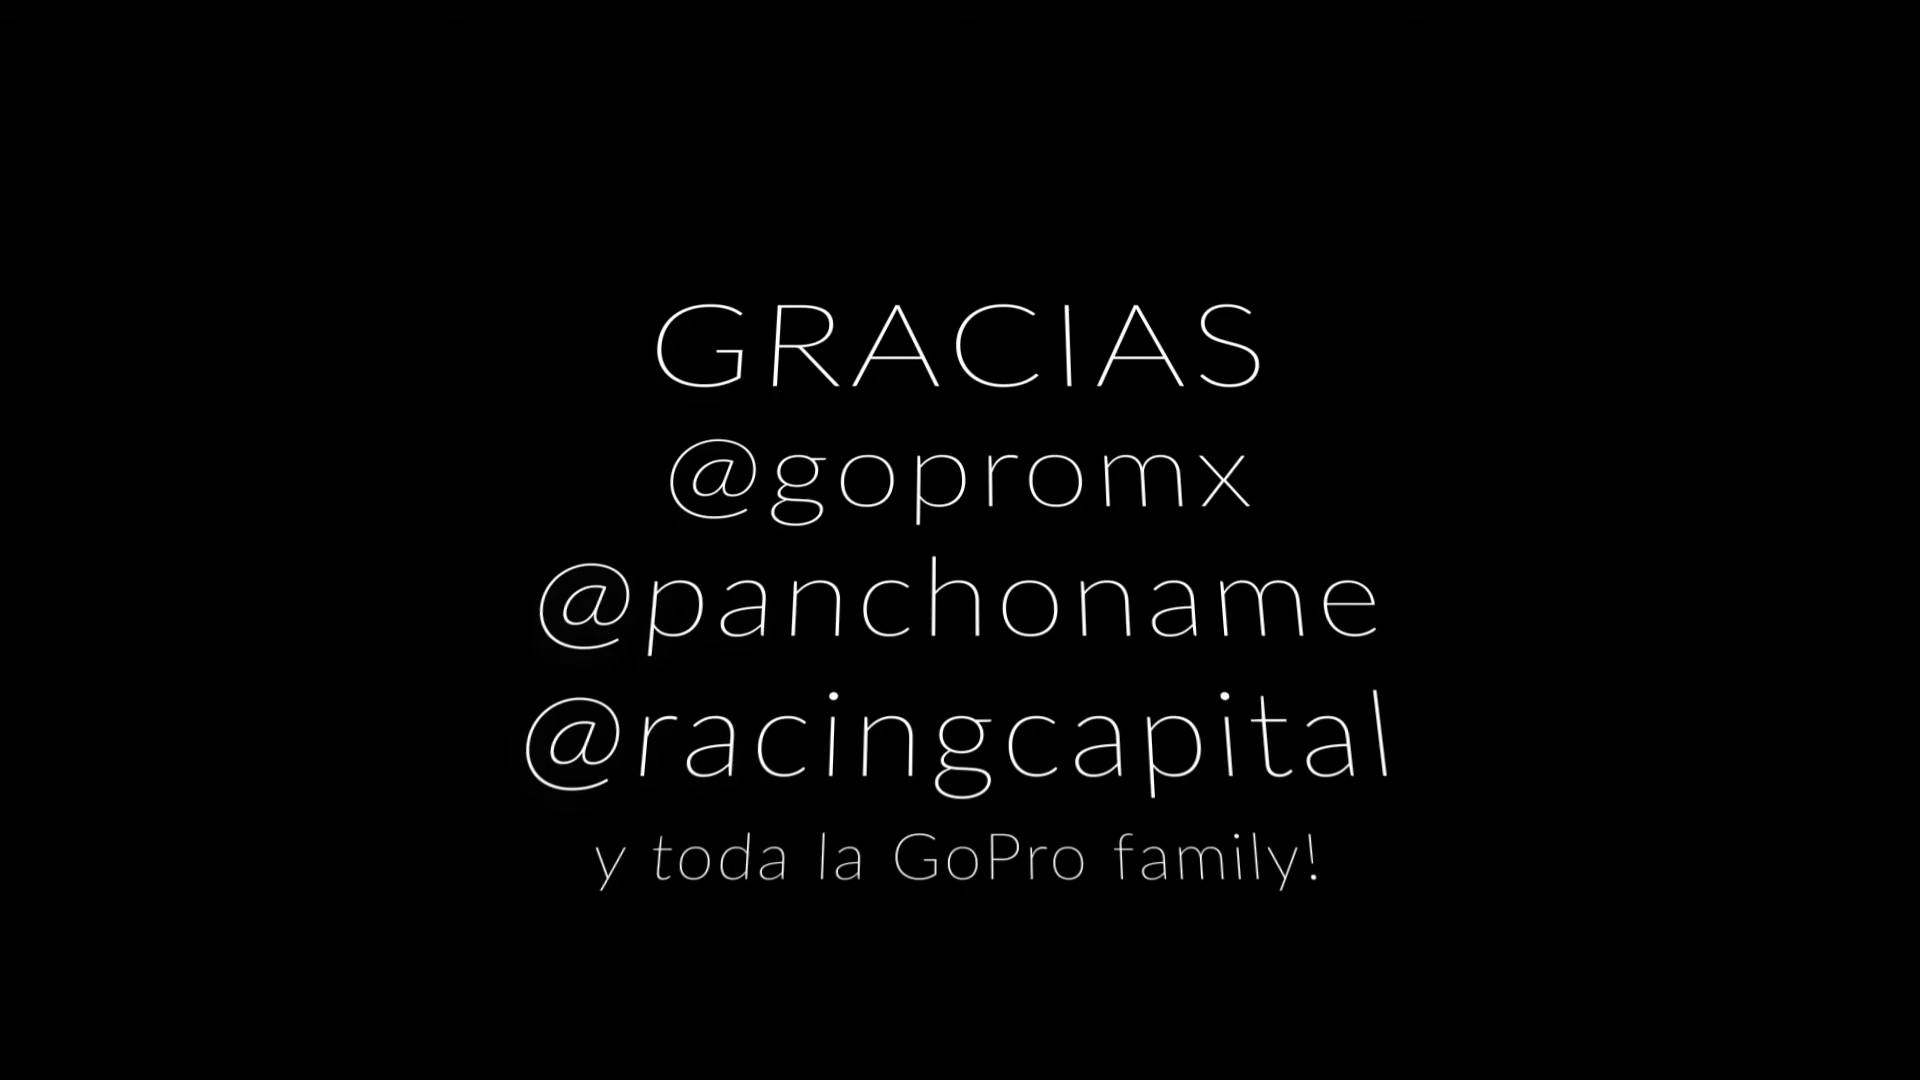 GRACIAS
@gopromx
@panchoname
@racingcapital
y toda la GoPro family!